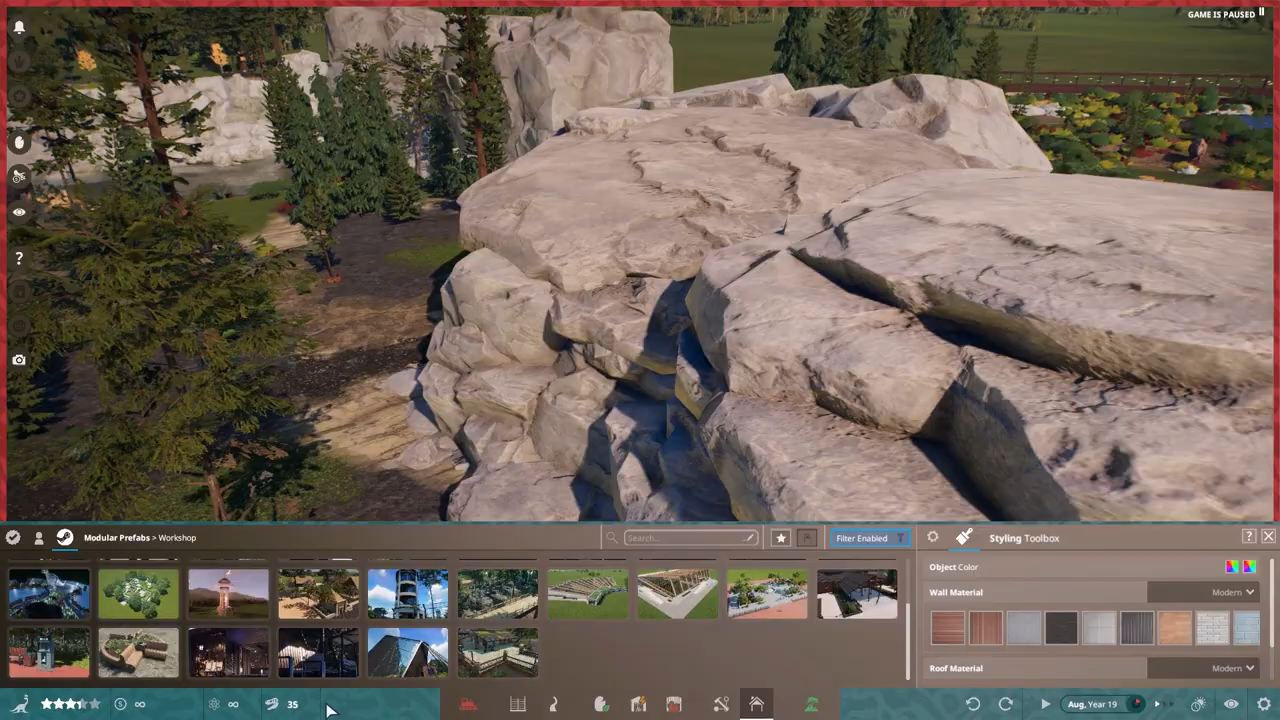 GAME IS PAUSED
?
Modular Prefabs > Workshop
Search...
Filter Enabled
Styling Toolbox
?
Object Color
Wall Material
Modern
Roof Material
Modern
∞
∞
35
Aug, Year 19